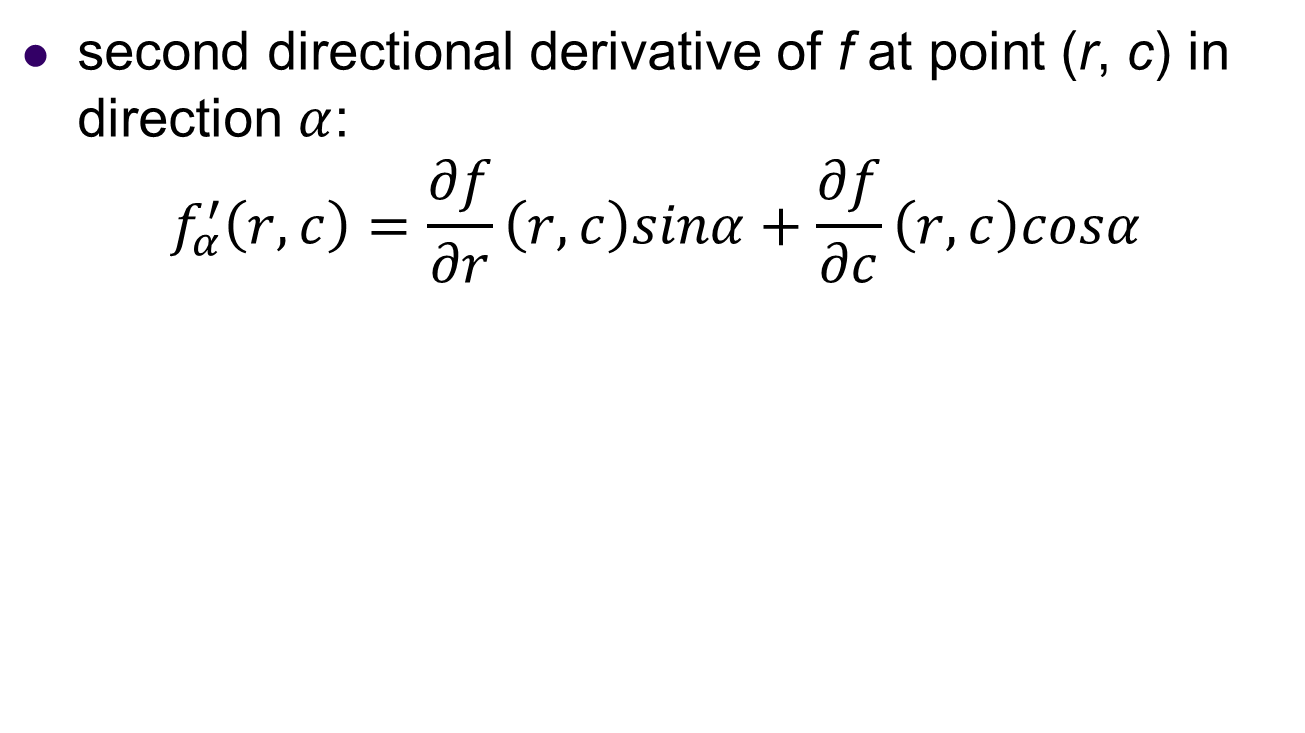 ● second directional derivative of f at point (r, c) in
direction α:
f′α(r, c) = ∂f/∂r (r, c)sinα + ∂f/∂c (r, c)cosα